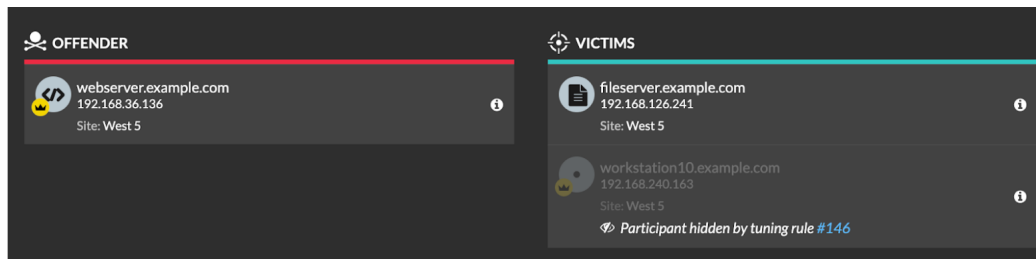 OFFENDER
webserver.example.com
192.168.36.136
Site: West 5
VICTIMS
fileserver.example.com
192.168.126.241
Site: West 5
workstation10.example.com
192.168.240.163
Site: West 5
Participant hidden by tuning rule #146